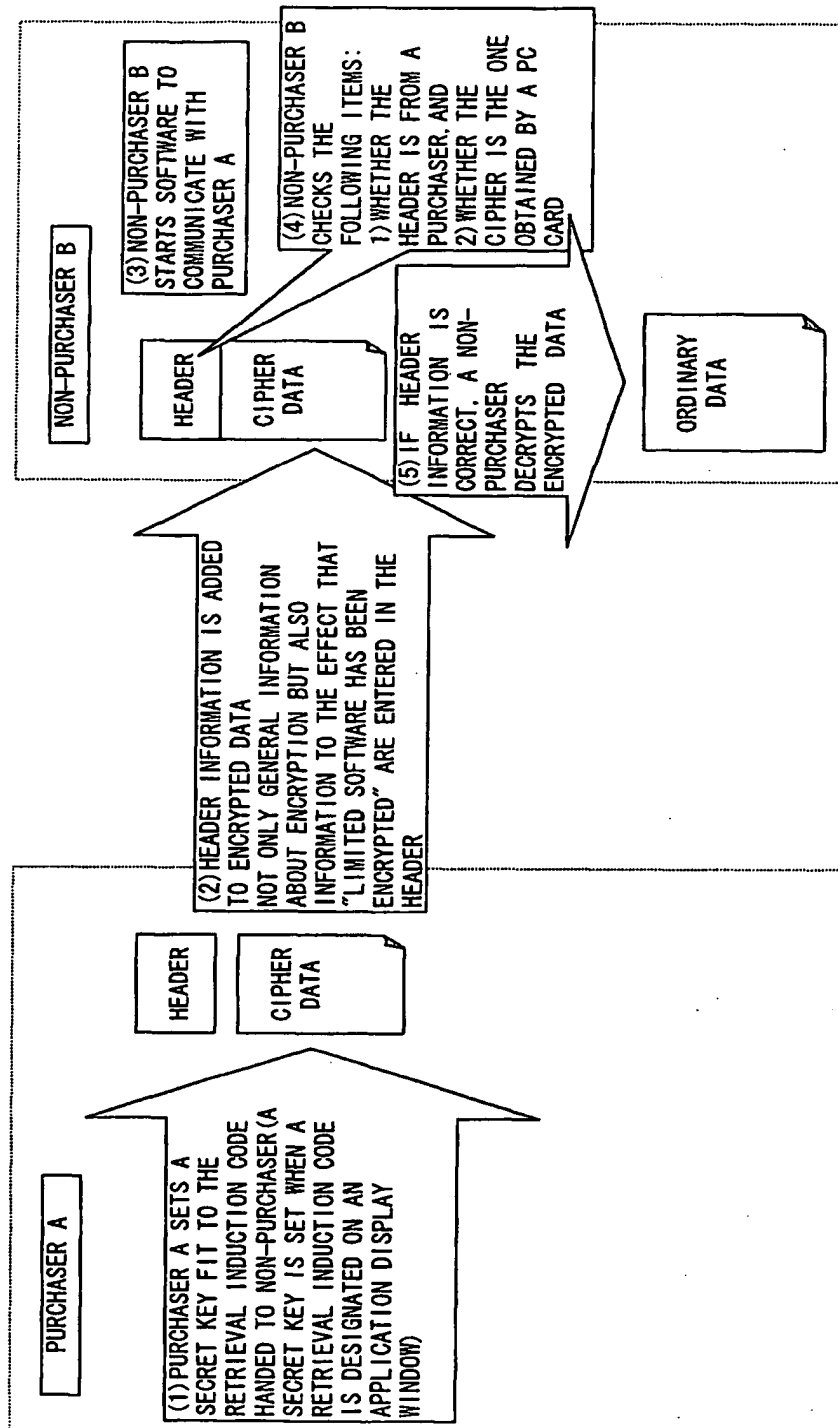 PURCHASER A
(1) PURCHASER A SETS A
SECRET KEY FIT TO THE
RETRIEVAL INDUCTION CODE
HANDED TO NON-PURCHASER(A
SECRET KEY IS SET WHEN A
RETRIEVAL INDUCTION CODE
IS DESIGNATED ON AN
APPLICATION DISPLAY
WINDOW)
HEADER
CIPHER
DATA
(2) HEADER INFORMATION IS ADDED
TO ENCRYPTED DATA
NOT ONLY GENERAL INFORMATION
ABOUT ENCRYPTION BUT ALSO
INFORMATION TO THE EFFECT THAT
"LIMITED SOFTWARE HAS BEEN
ENCRYPTED" ARE ENTERED IN THE
HEADER
NON-PURCHASER B
HEADER
CIPHER
DATA
(3) NON-PURCHASER B
STARTS SOFTWARE TO
COMMUNICATE WITH
PURCHASER A
(4) NON-PURCHASER B
CHECKS THE
FOLLOWING ITEMS:
1) WHETHER THE
HEADER IS FROM A
PURCHASER, AND
2) WHETHER THE
CIPHER IS THE ONE
OBTAINED BY A PC
CARD
(5) IF HEADER
INFORMATION IS
CORRECT, A NON-
PURCHASER
DECRYPTS THE
ENCRYPTED DATA
ORDINARY
DATA